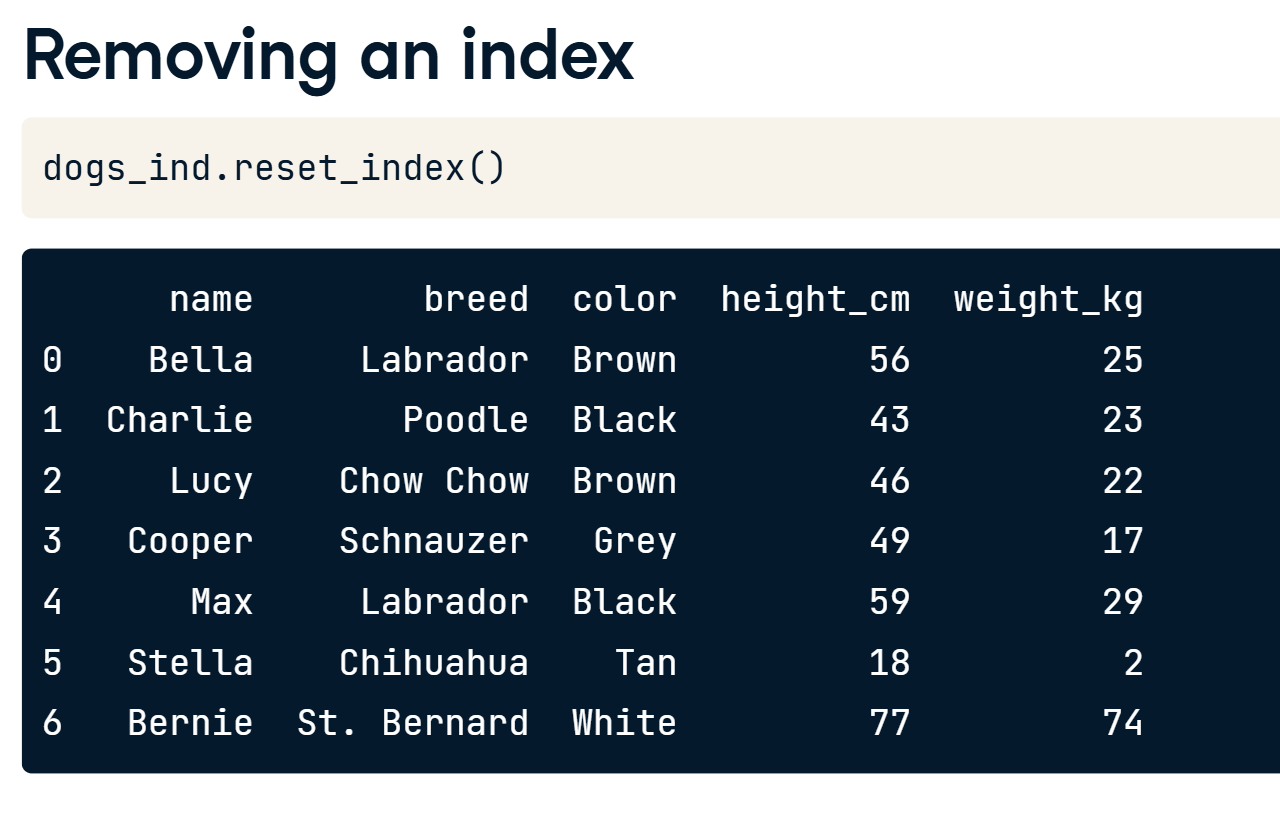 Removing an index
dogs_ind.reset_index()
name breed color height_cm weight_kg
0 Bella Labrador Brown 56 25
1 Charlie Poodle Black 43 23
2 Lucy Chow Chow Brown 46 22
3 Cooper Schnauzer Grey 49 17
4 Max Labrador Black 59 29
5 Stella Chihuahua Tan 18 2
6 Bernie St. Bernard White 77 74